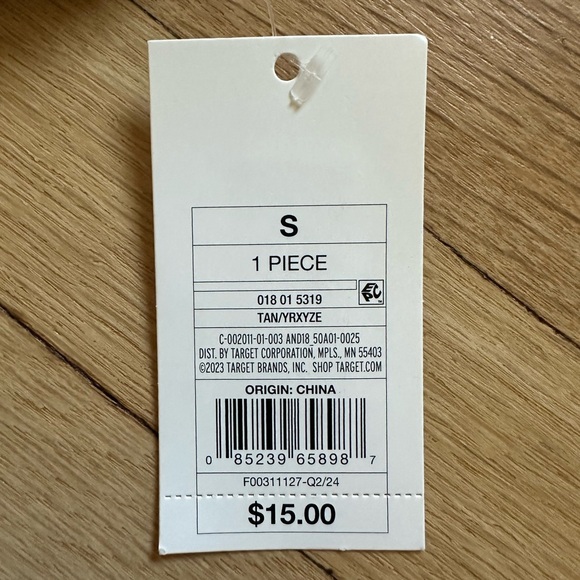 S
1 PIECE
018 01 5319
TAN/YRXYZE
C-002011-01-003 AND18_50A01-0025
DIST. BY TARGET CORPORATION, MPLS., MN 55403
©2023 TARGET BRANDS, INC. SHOP TARGET.COM
ORIGIN: CHINA
0 85239 65898 7
F00311127-Q2/24
$15.00